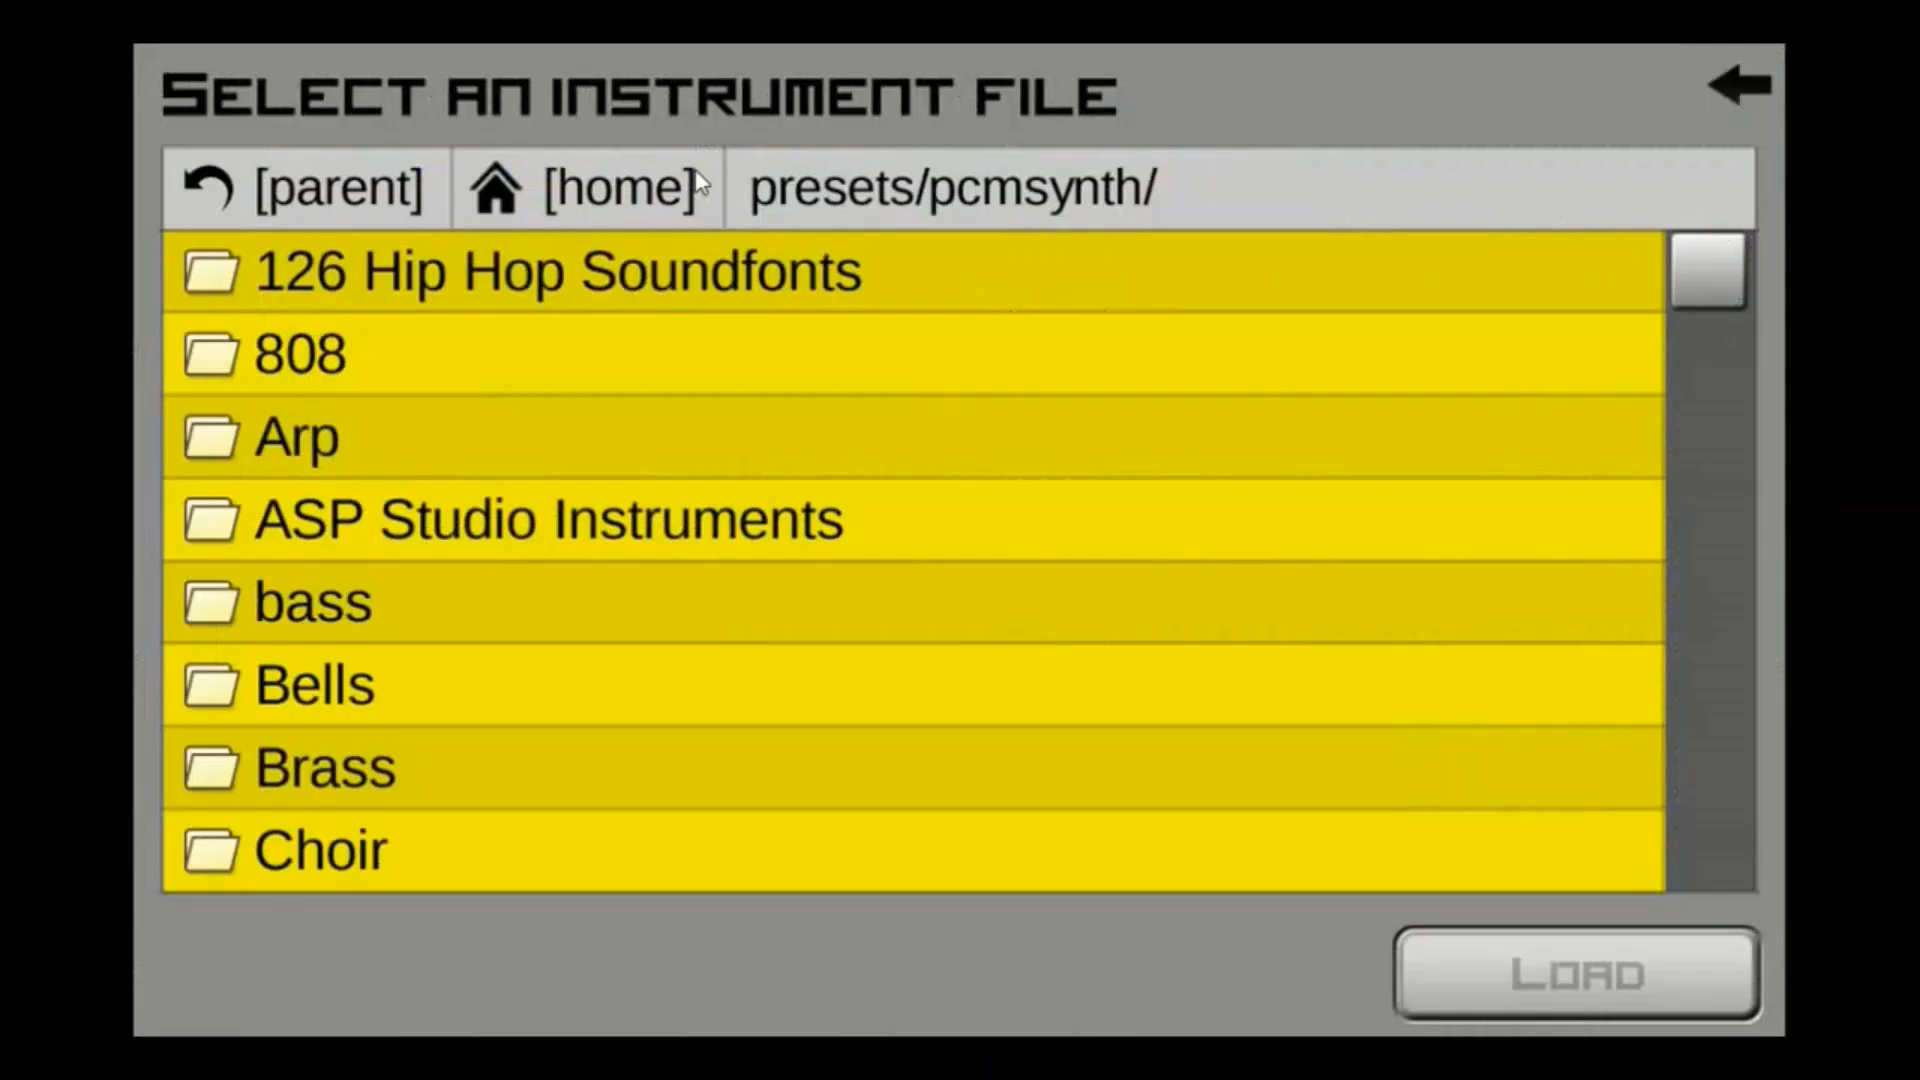 SELECT AN INSTRUMENT FILE
[parent] [home] presets/pcmsynth/
126 Hip Hop Soundfonts
808
Arp
ASP Studio Instruments
bass
Bells
Brass
Choir
LOAD